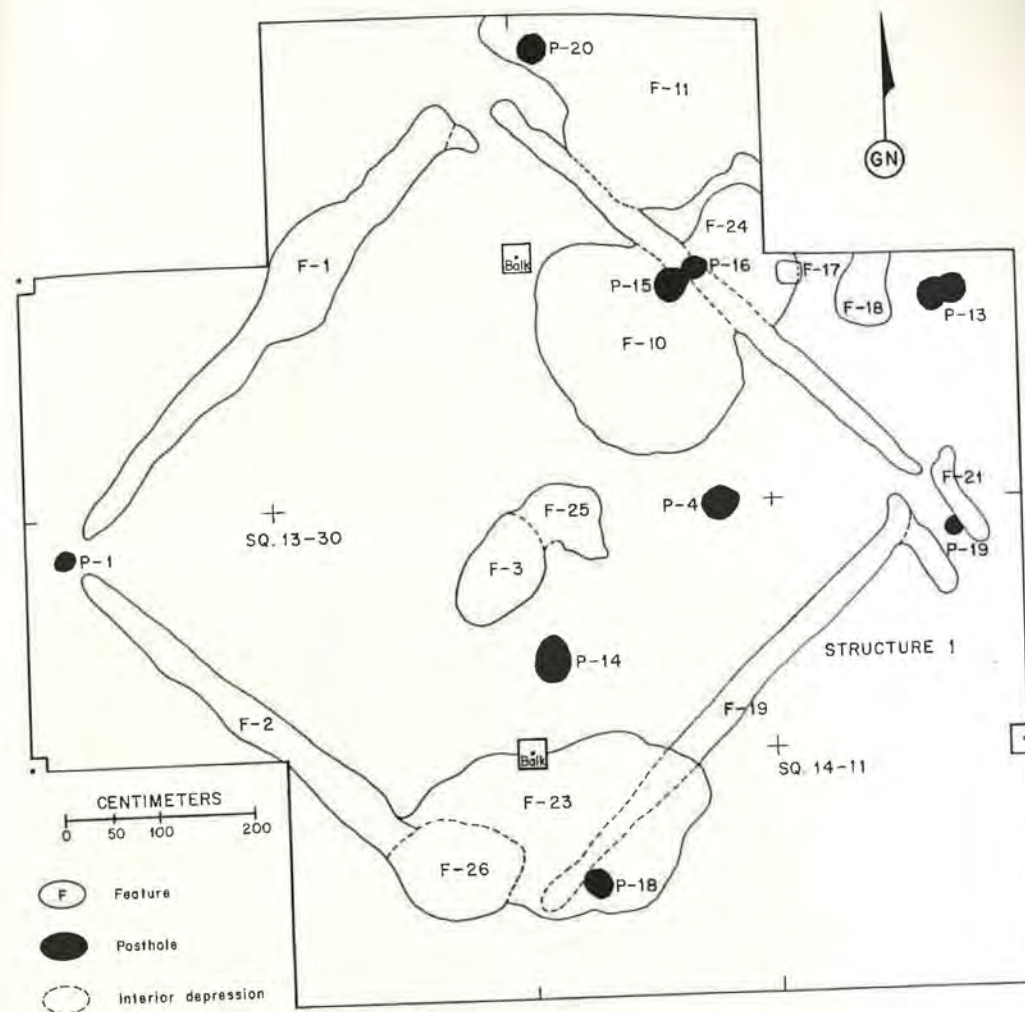 P-20
F-11
GN
F-1
F-24
Balk
P-16
F-17
P-15
F-18
P-13
F-10
F-21
F-25
P-4
SQ. 13-30
P-19
P-1
F-3
STRUCTURE 1
P-14
F-2
F-19
Balk
SQ. 14-11
CENTIMETERS
0 50 100 200
F-23
F-26
P-18
F Feature
Posthole
Interior depression